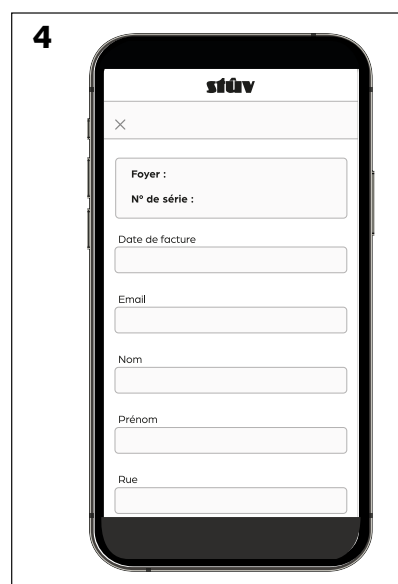 4
stûv
Foyer :
N° de série :
Date de facture
Email
Nom
Prénom
Rue